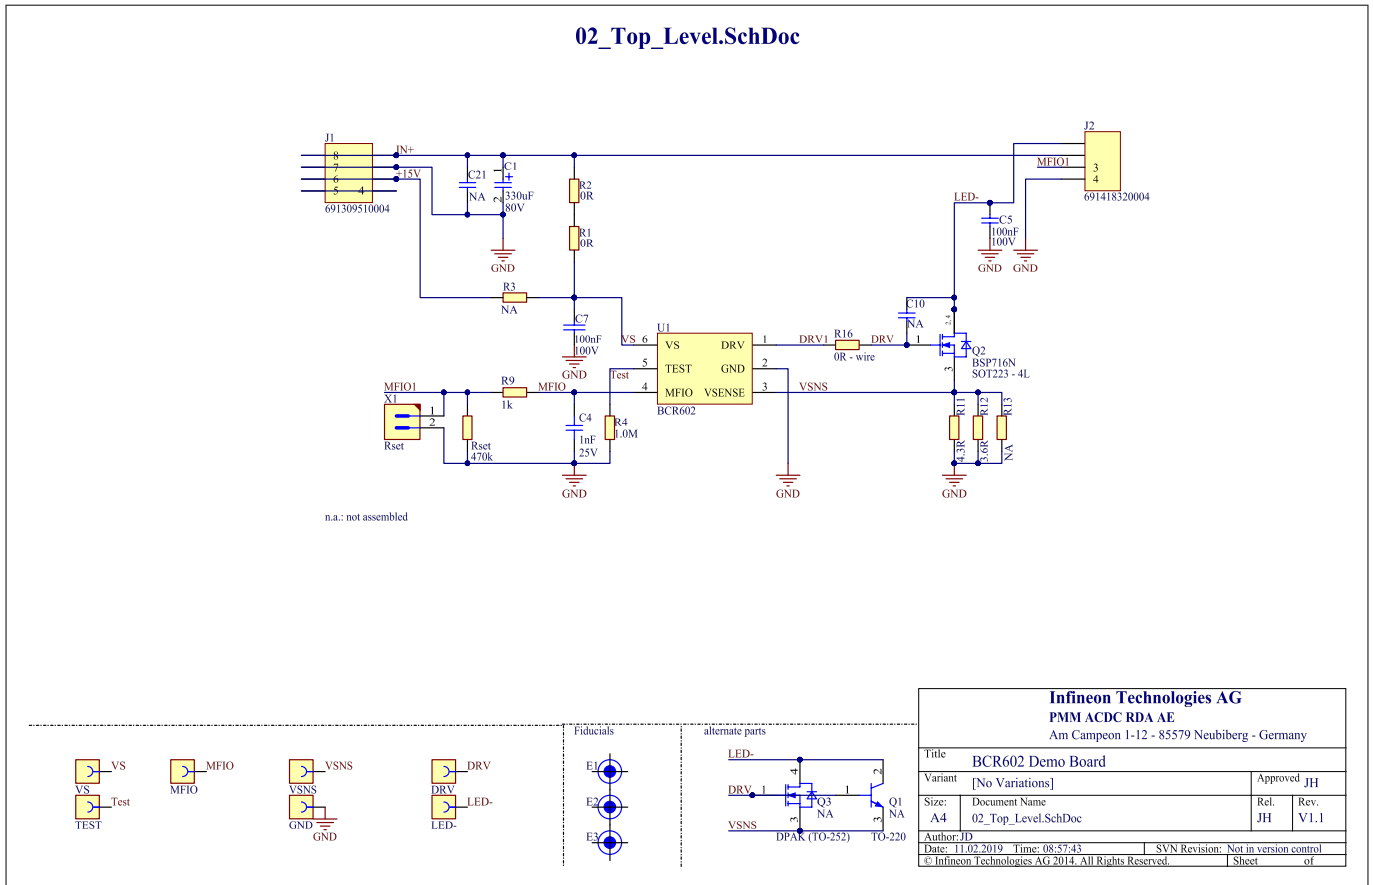 02_Top_Level.SchDoc
J1
8
7
6
5 4
691309510004
IN+
+15V
C21
NA
1
C1
+
2
330uF
80V
GND
R2
0R
R1
0R
R3
NA
C7
100nF
100V
GND
VS 6
5
Test
4
U1
VS
TEST
MFIO
DRV
GND
VSENSE
BCR602
1
2
3
DRV1
R16
0R - wire
DRV
VSNS
GND
MFIO1
X1
1
2
Rset
Rset
470k
R9
1k
MFIO
C4
1nF
25V
GND
R4
1.0M
C10
NA
1
2, 4
3
Q2
BSP716N
SOT223 - 4L
R11
4.3R
R12
3.6R
R13
NA
GND
LED-
C5
100nF
100V
GND
GND
J2
MFIO1
3
4
691418320004
n.a.: not assembled
VS
VS
Test
TEST
MFIO
MFIO
VSNS
VSNS
GND
GND
DRV
DRV
LED-
LED-
Fiducials
E1
E2
E3
alternate parts
LED-
DRV 1
VSNS
4
3
Q3
NA
DPAK (TO-252)
1
2
3
Q1
NA
TO-220
Infineon Technologies AG
PMM ACDC RDA AE
Am Campeon 1-12 - 85579 Neubiberg - Germany
Title
BCR602 Demo Board
Variant
[No Variations]
Approved
JH
Size:
A4
Document Name
02_Top_Level.SchDoc
Rel.
JH
Rev.
V1.1
Author: JD
Date: 11.02.2019 Time: 08:57:43
SVN Revision: Not in version control
© Infineon Technologies AG 2014. All Rights Reserved.
Sheet of